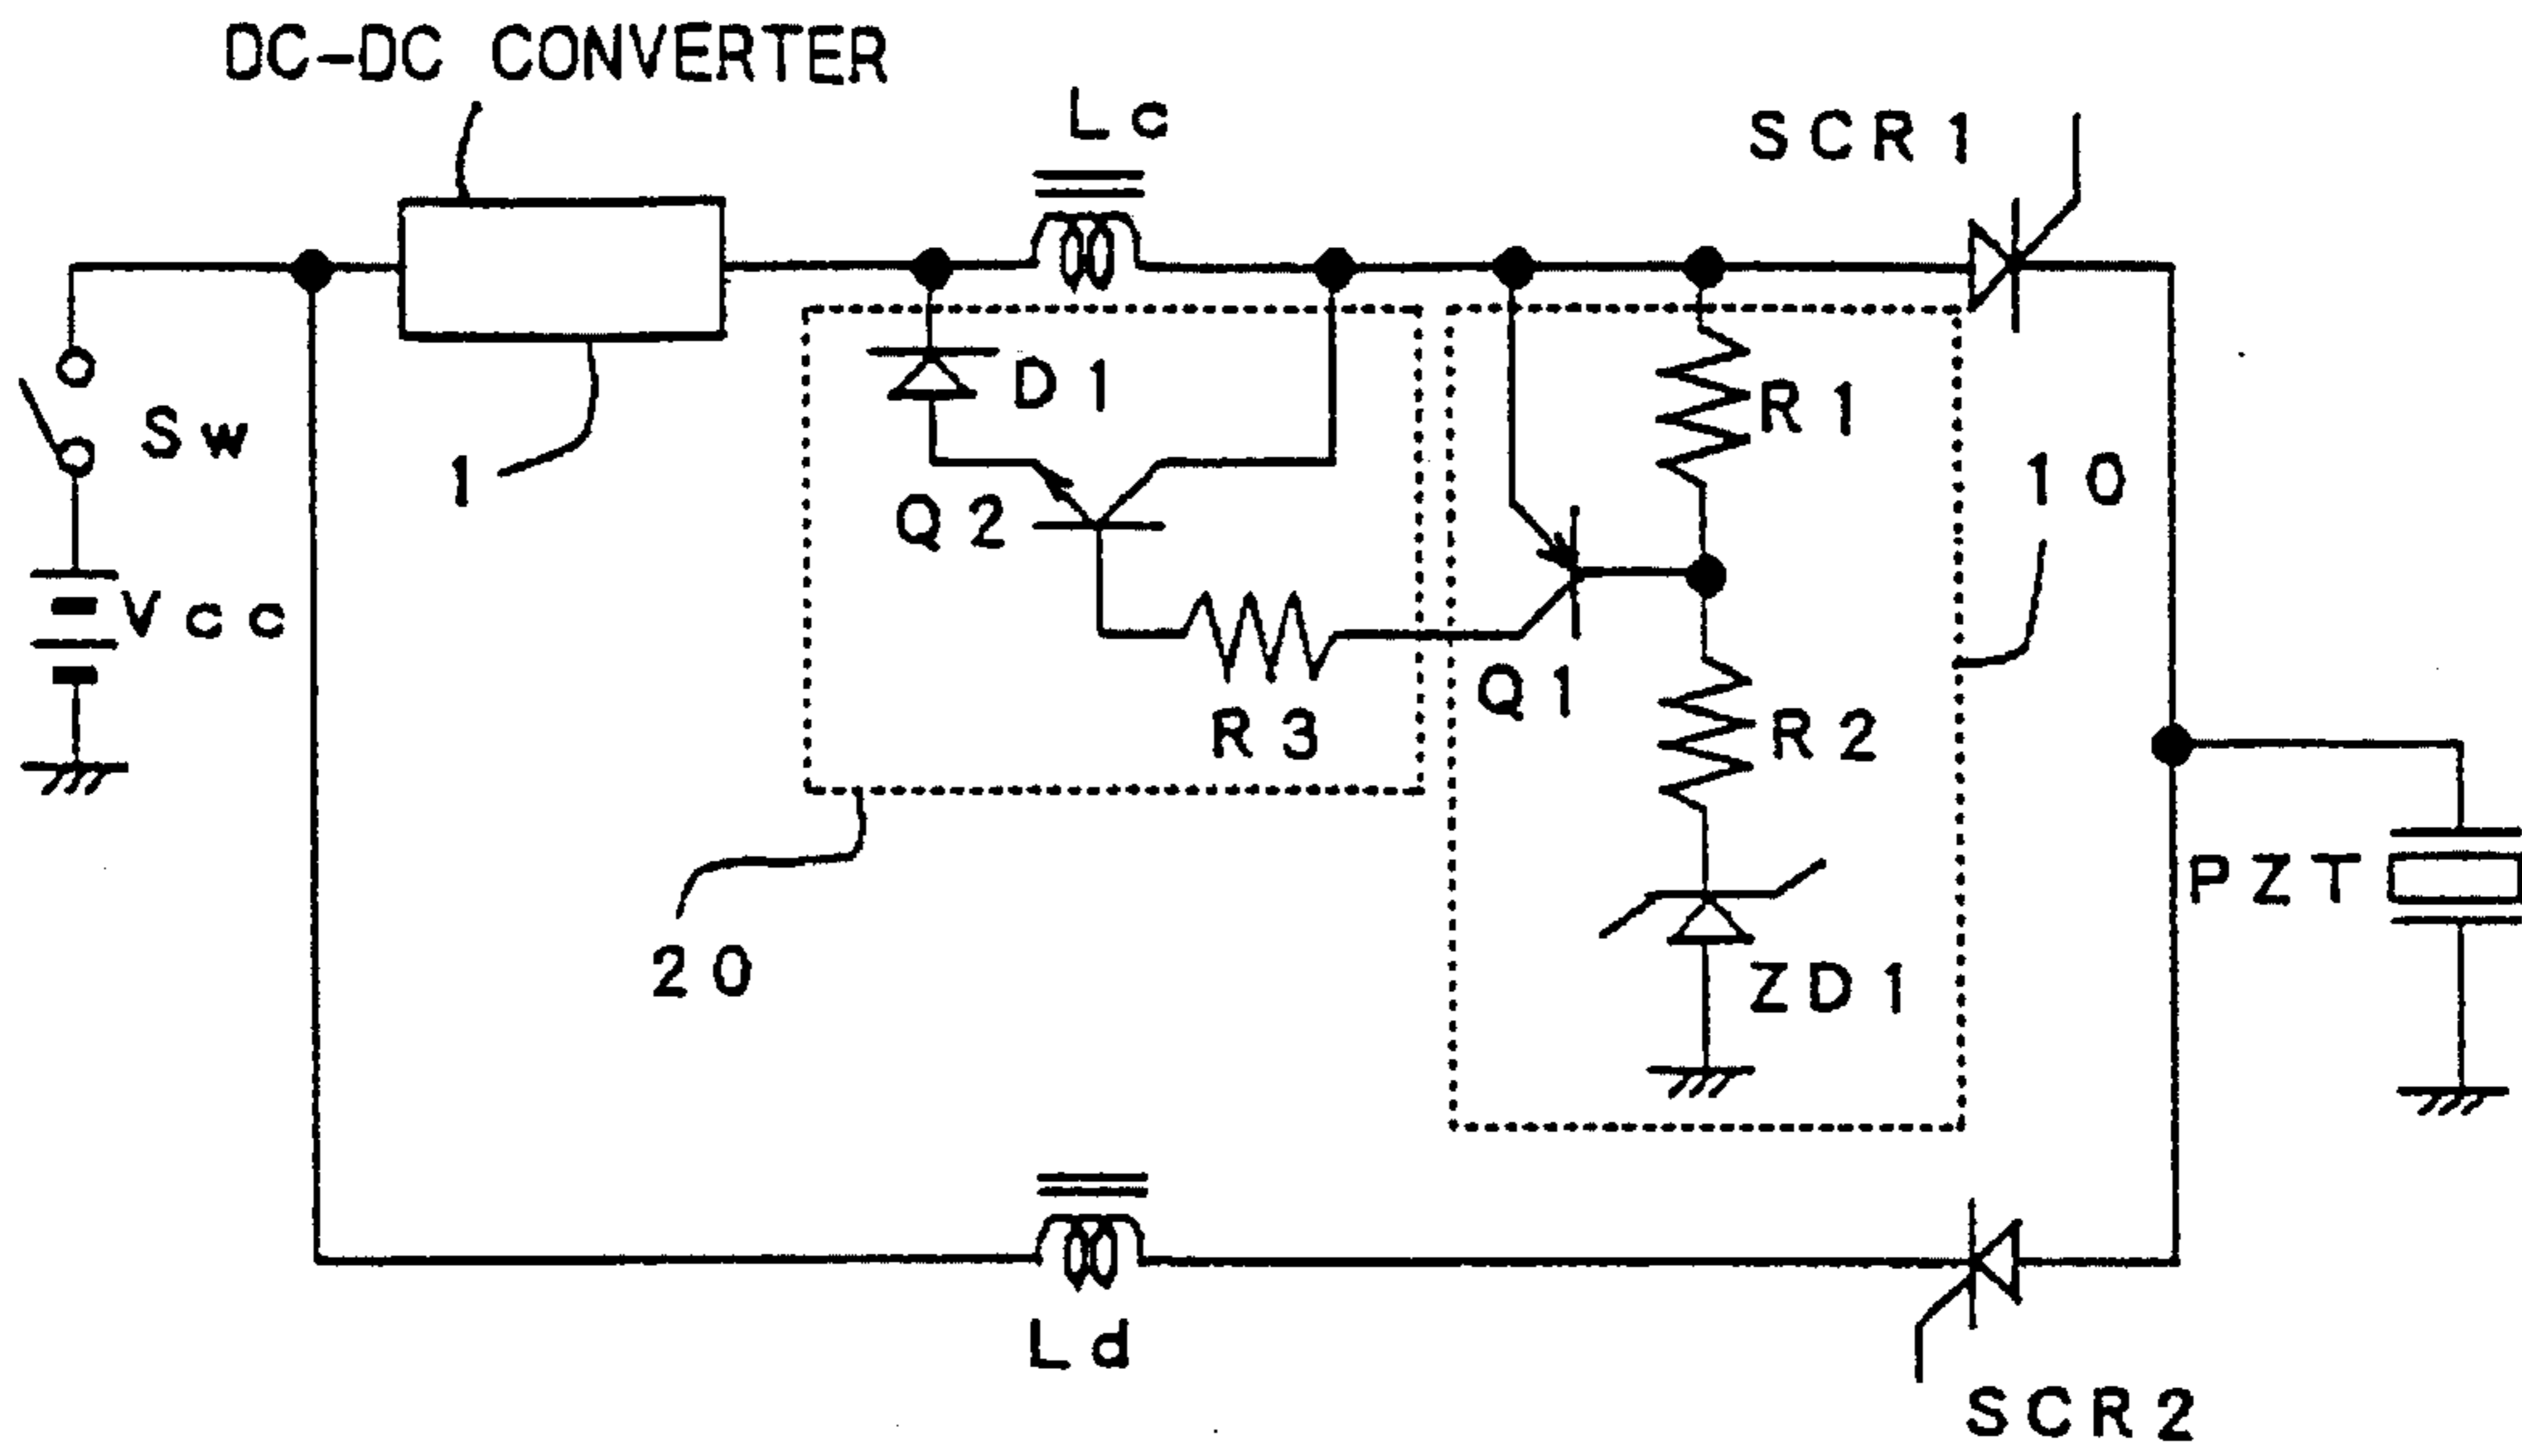 DC-DC CONVERTER
Lc
SCR1
D1
R1
Sw
1
10
Q2
Vcc
Q1
R3
R2
PZT
20
ZD1
Ld
SCR2